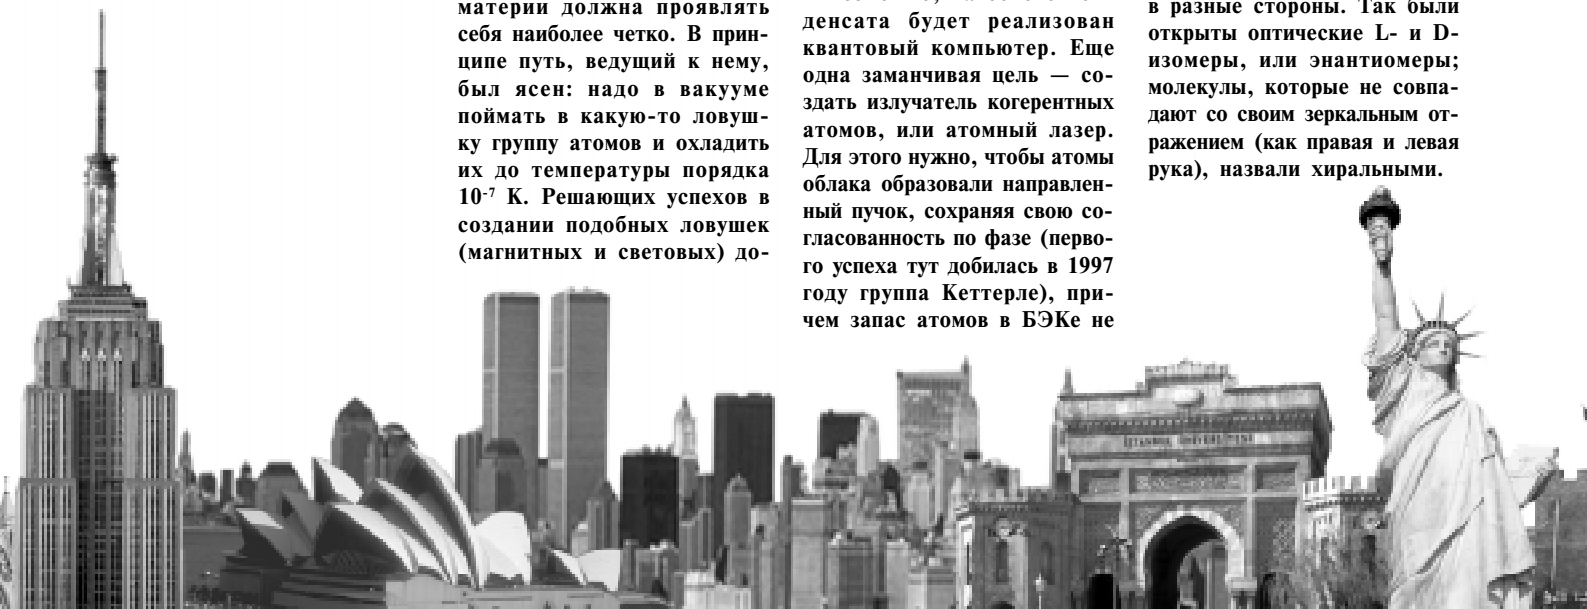 материи должна проявлять
себя наиболее четко. В прин-
ципе путь, ведущий к нему,
был ясен: надо в вакууме
поймать в какую-то ловуш-
ку группу атомов и охладить
их до температуры порядка
10⁻⁷ К. Решающих успехов в
создании подобных ловушек
(магнитных и световых) до-
денсата будет реализован
квантовый компьютер. Еще
одна заманчивая цель — со-
здать излучатель когерентных
атомов, или атомный лазер.
Для этого нужно, чтобы атомы
облака образовали направлен-
ный пучок, сохраняя свою со-
гласованность по фазе (перво-
го успеха тут добилась в 1997
году группа Кеттерле), при-
чем запас атомов в БЭКе не
в разные стороны. Так были
открыты оптические L- и D-
изомеры, или энантиомеры;
молекулы, которые не совпа-
дают со своим зеркальным от-
ражением (как правая и левая
рука), назвали хиральными.